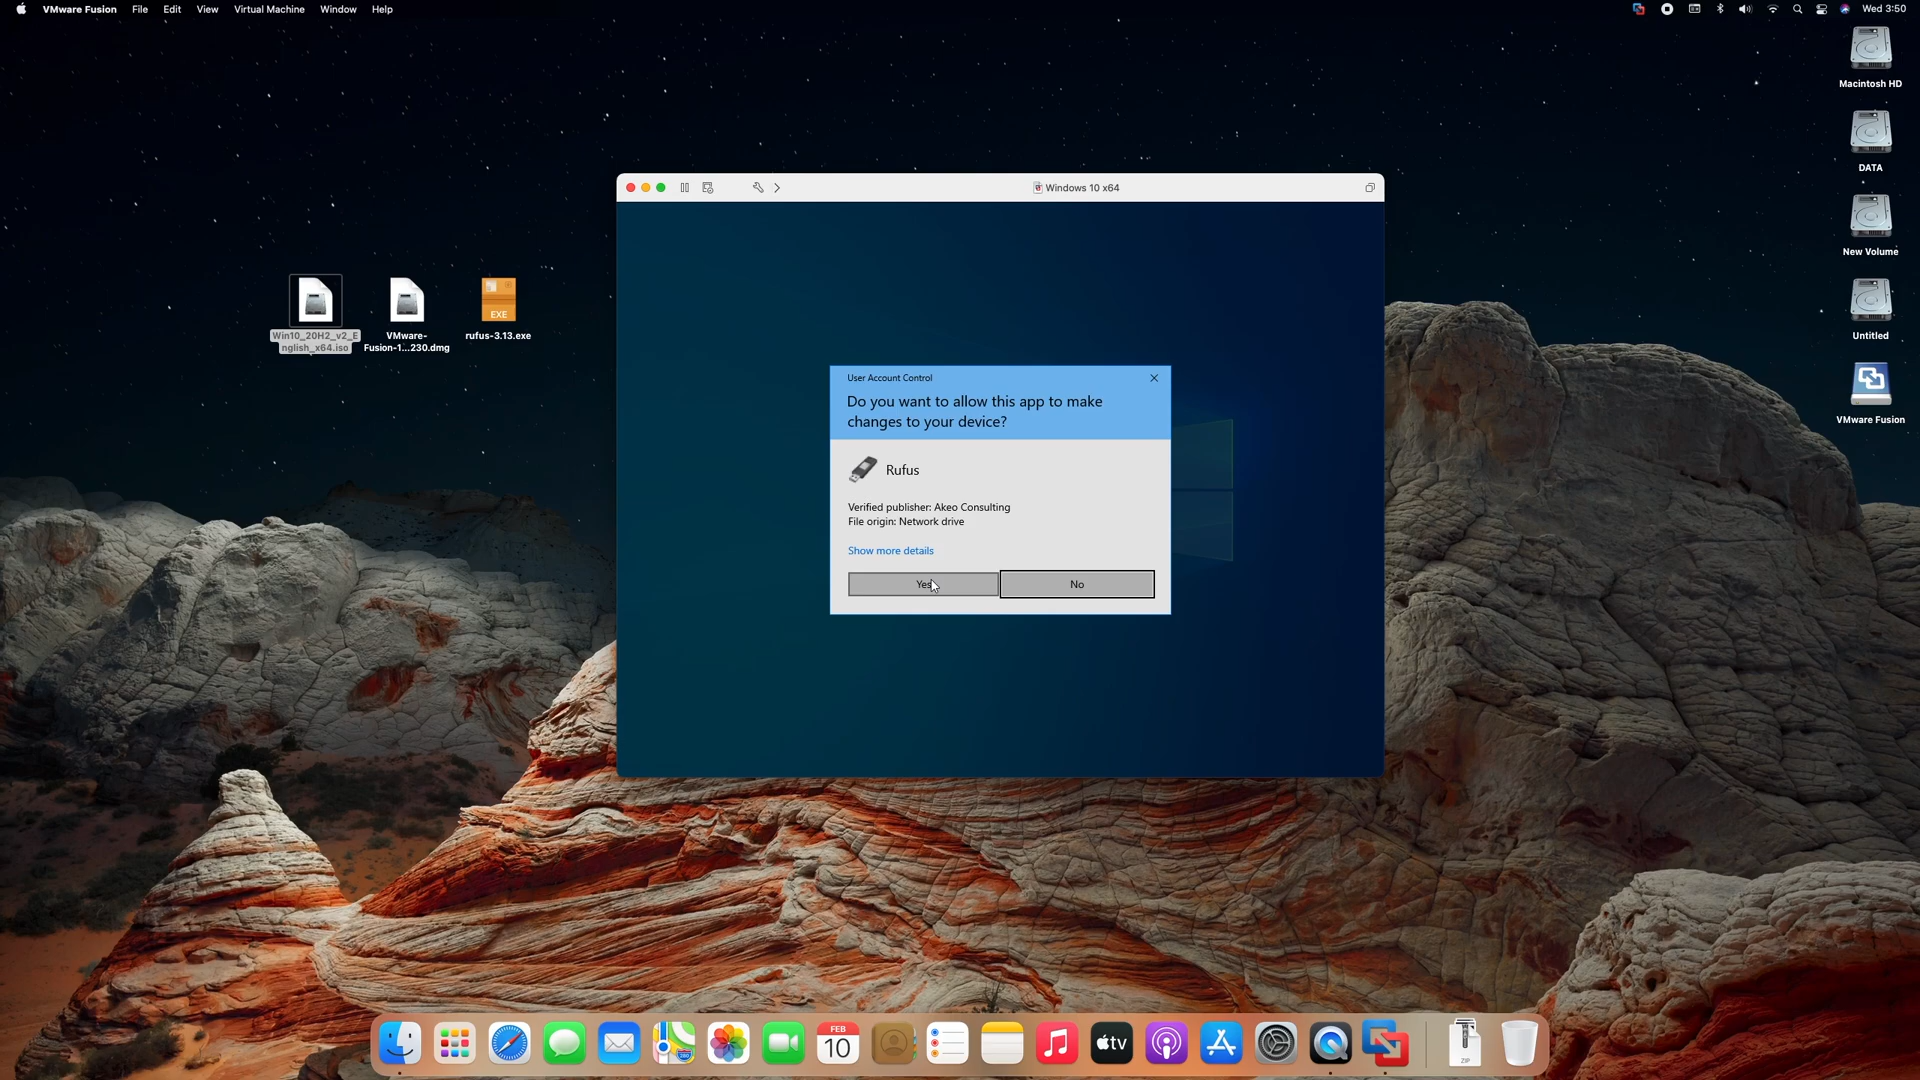 VMware Fusion File Edit View Virtual Machine Window Help Wed 3:50
Macintosh HD
DATA
New Volume
Untitled
VMware Fusion
Win10_20H2_v2_E
nglish_x64.iso
VMware-
Fusion-1...230.dmg
EXE
rufus-3.13.exe
Windows 10 x64
User Account Control
Do you want to allow this app to make
changes to your device?
Rufus
Verified publisher: Akeo Consulting
File origin: Network drive
Show more details
Yes No
FEB
10
tv
ZIP